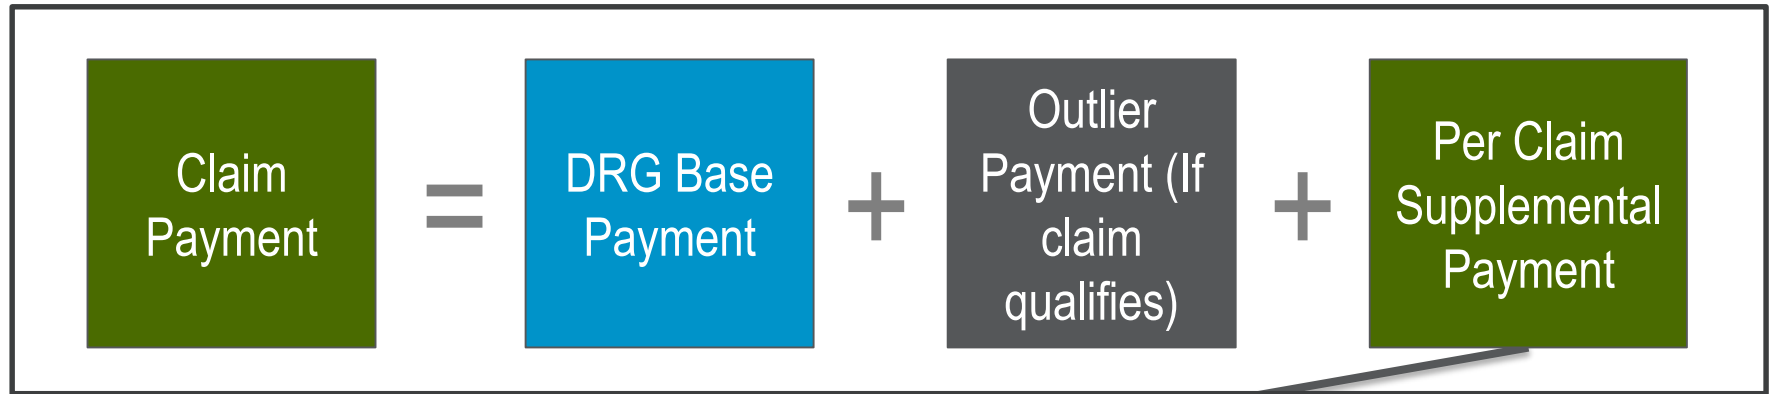 Claim
Payment
=
DRG Base
Payment
+
Outlier
Payment (If
claim
qualifies)
+
Per Claim
Supplemental
Payment